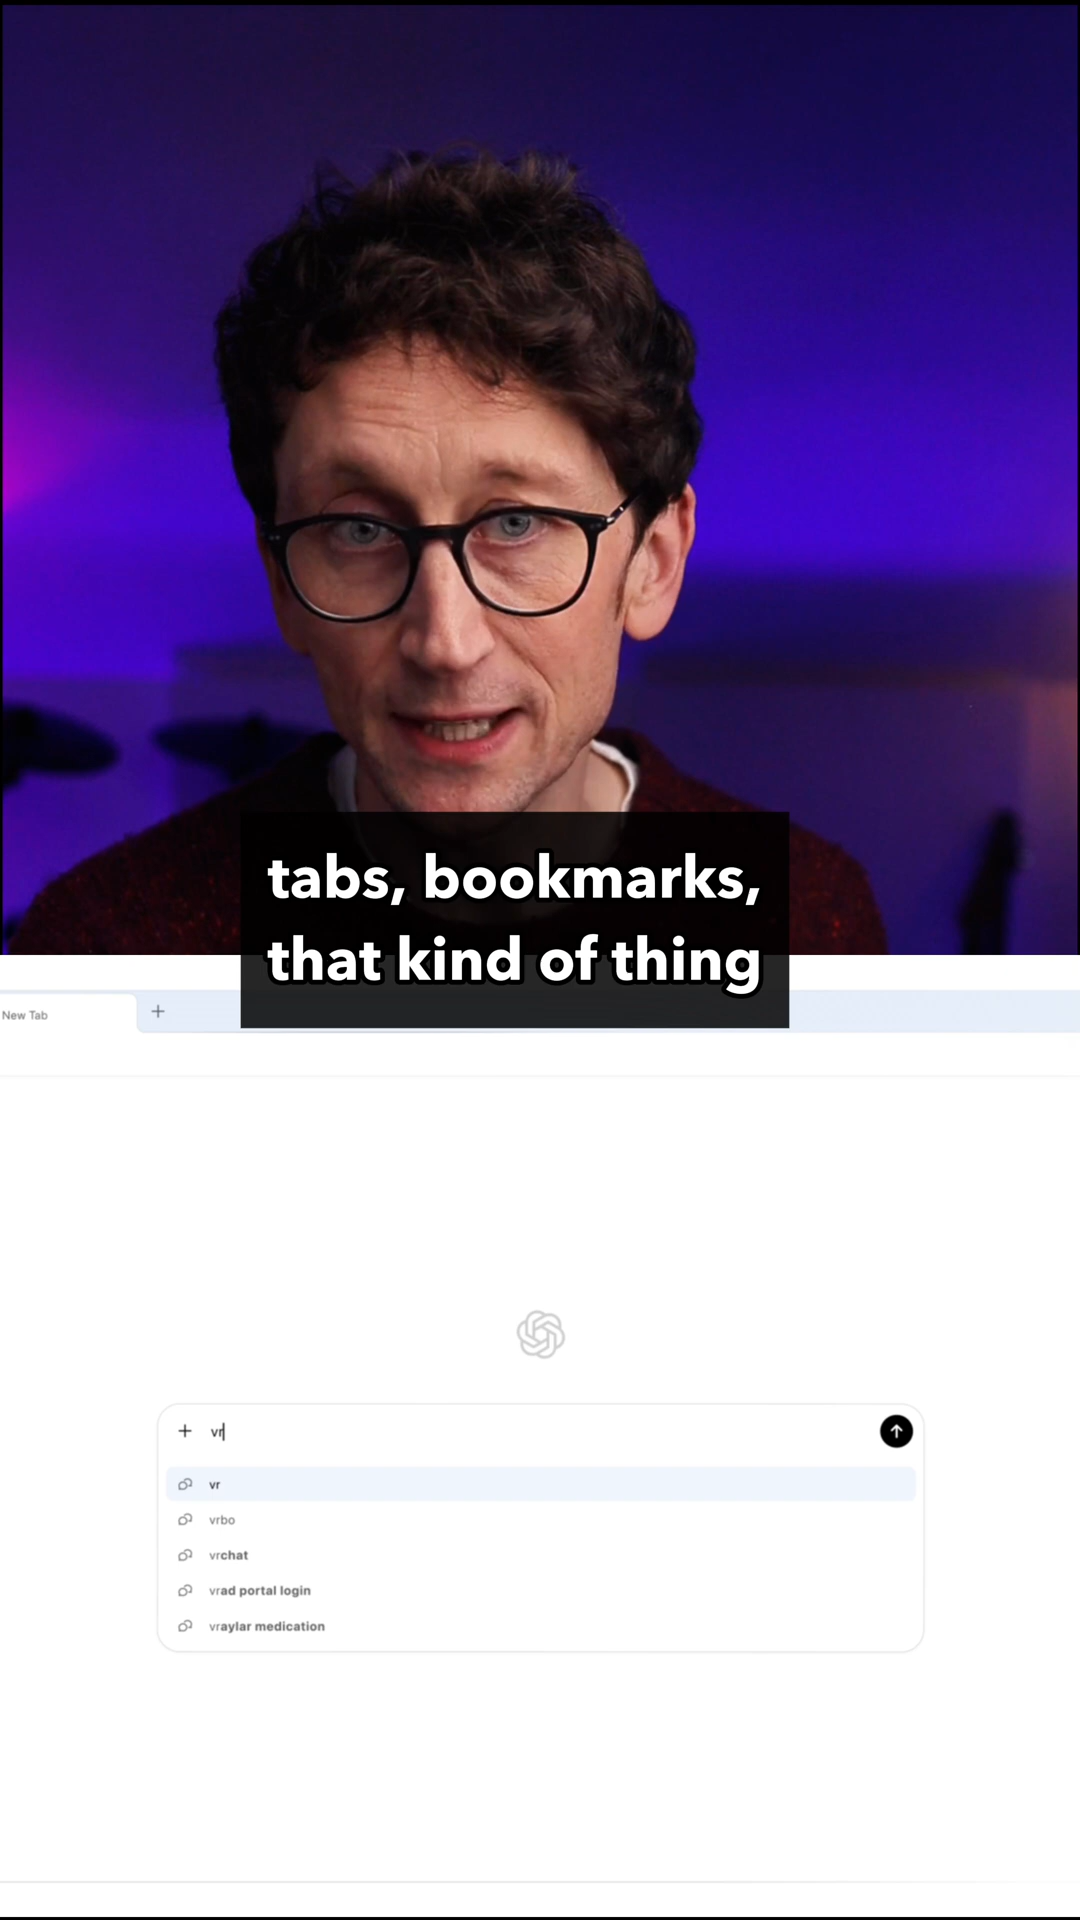 tabs, bookmarks,
that kind of thing
New Tab
vr
vr
vrbo
vrchat
vrad portal login
vraylar medication